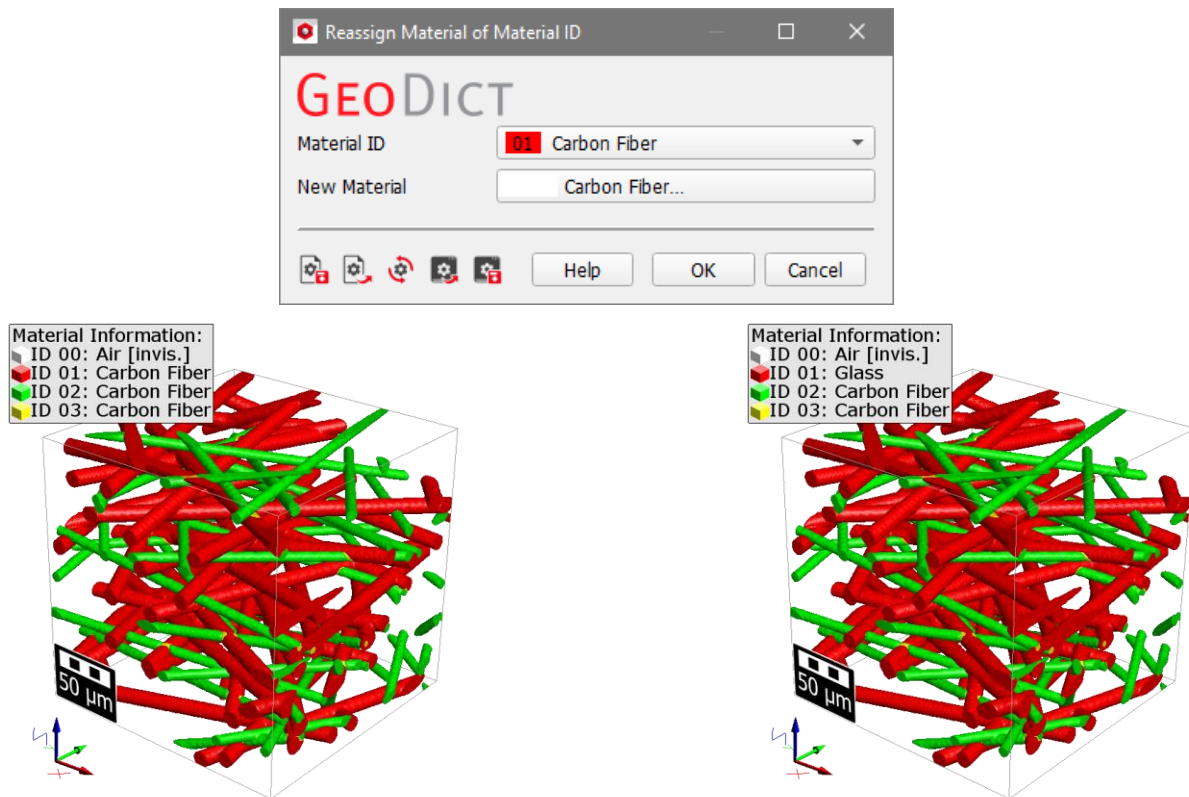 Reassign Material of Material ID
GEODICT
Material ID
01 Carbon Fiber
New Material
Carbon Fiber...
Help
OK
Cancel
Material Information:
ID 00: Air [invis.]
ID 01: Carbon Fiber
ID 02: Carbon Fiber
ID 03: Carbon Fiber
50 µm
X
Material Information:
ID 00: Air [invis.]
ID 01: Glass
ID 02: Carbon Fiber
ID 03: Carbon Fiber
50 µm
X